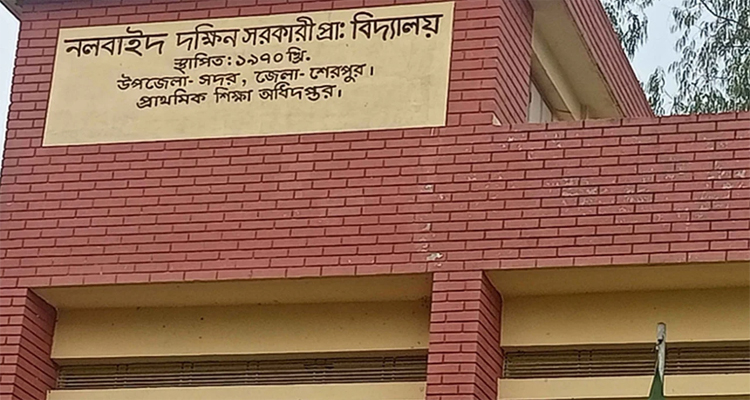 নলবাইদ দক্ষিন সরকারী প্রা: বিদ্যালয়
স্থাপিত: ১৯৭০ খ্রি.
উপজেলা- সদর, জেলা- শেরপুর।
প্রাথমিক শিক্ষা অধিদপ্তর।